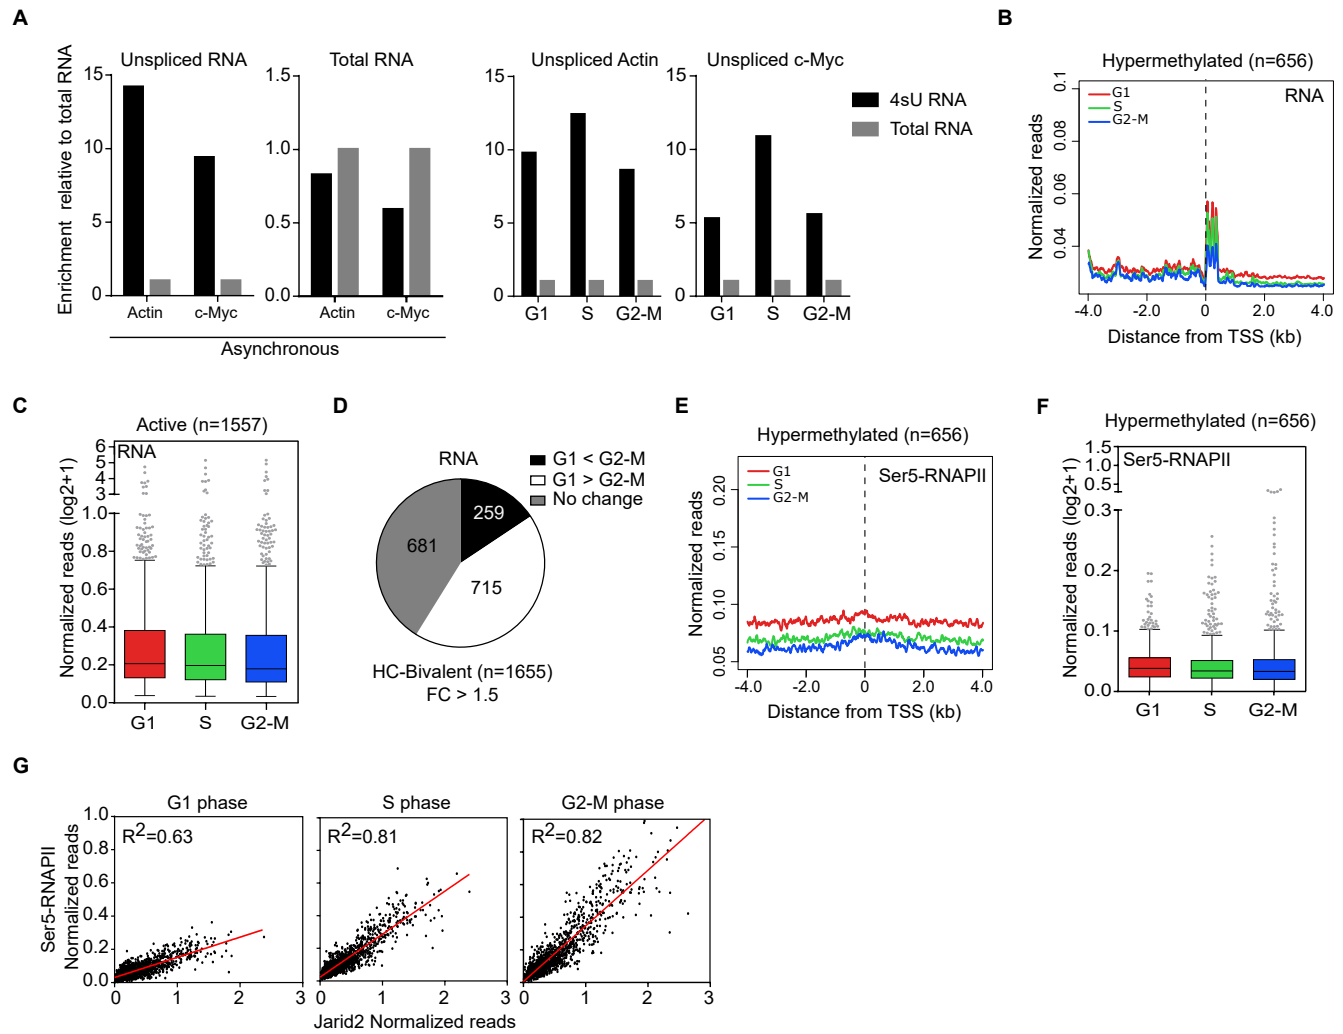 A
Unspliced RNA
Total RNA
Unspliced Actin
Unspliced c-Myc
Enrichment relative to total RNA
15
10
5
0
1.5
1.0
0.5
0.0
15
10
5
0
15
10
5
0
Actin
c-Myc
Actin
c-Myc
G1
S
G2-M
G1
S
G2-M
Asynchronous
4sU RNA
Total RNA
B
Hypermethylated (n=656)
G1
S
G2-M
RNA
Normalized reads
0.1
0.08
0.06
0.04
-4.0
-2.0
0
2.0
4.0
Distance from TSS (kb)
C
Active (n=1557)
RNA
Normalized reads (log2+1)
6
5
4
3
1.0
0.8
0.6
0.4
0.2
0.0
G1
S
G2-M
D
RNA
G1 < G2-M
G1 > G2-M
No change
259
681
715
HC-Bivalent (n=1655)
FC > 1.5
E
Hypermethylated (n=656)
G1
S
G2-M
Ser5-RNAPII
Normalized reads
0.20
0.15
0.10
0.05
-4.0
-2.0
0
2.0
4.0
Distance from TSS (kb)
F
Hypermethylated (n=656)
Ser5-RNAPII
Normalized reads (log2+1)
1.5
1.0
0.5
0.3
0.1
0.0
G1
S
G2-M
G
G1 phase
S phase
G2-M phase
R2=0.63
R2=0.81
R2=0.82
Ser5-RNAPII
Normalized reads
1.0
0.8
0.6
0.4
0.2
0.0
0
1
2
3
0
1
2
3
0
1
2
3
Jarid2 Normalized reads